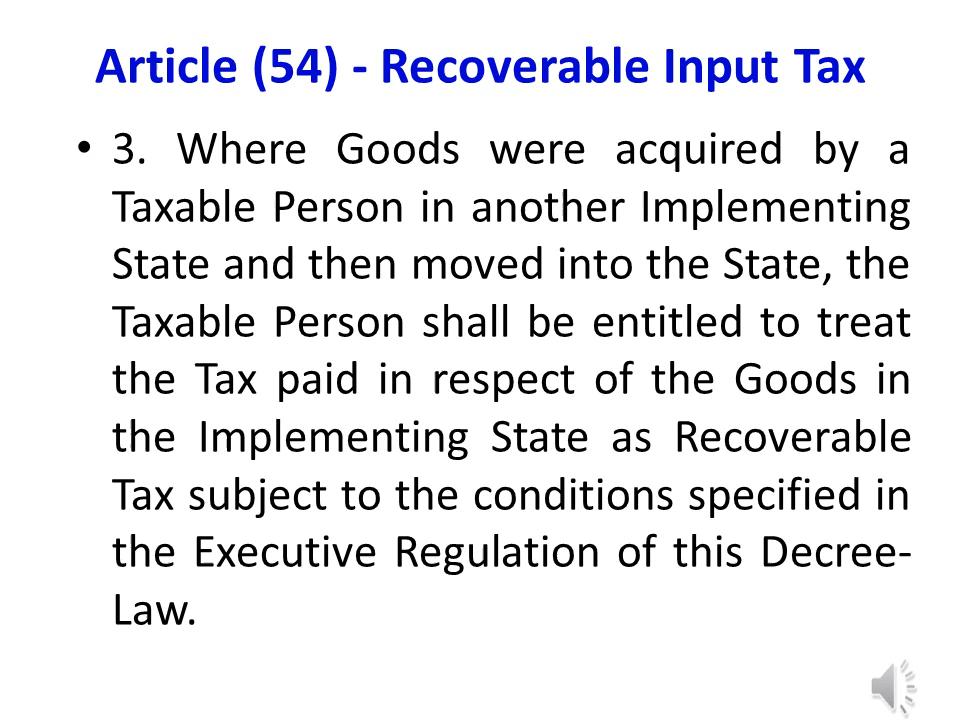 Article (54) - Recoverable Input Tax
• 3. Where Goods were acquired by a
Taxable Person in another Implementing
State and then moved into the State, the
Taxable Person shall be entitled to treat
the Tax paid in respect of the Goods in
the Implementing State as Recoverable
Tax subject to the conditions specified in
the Executive Regulation of this Decree-
Law.